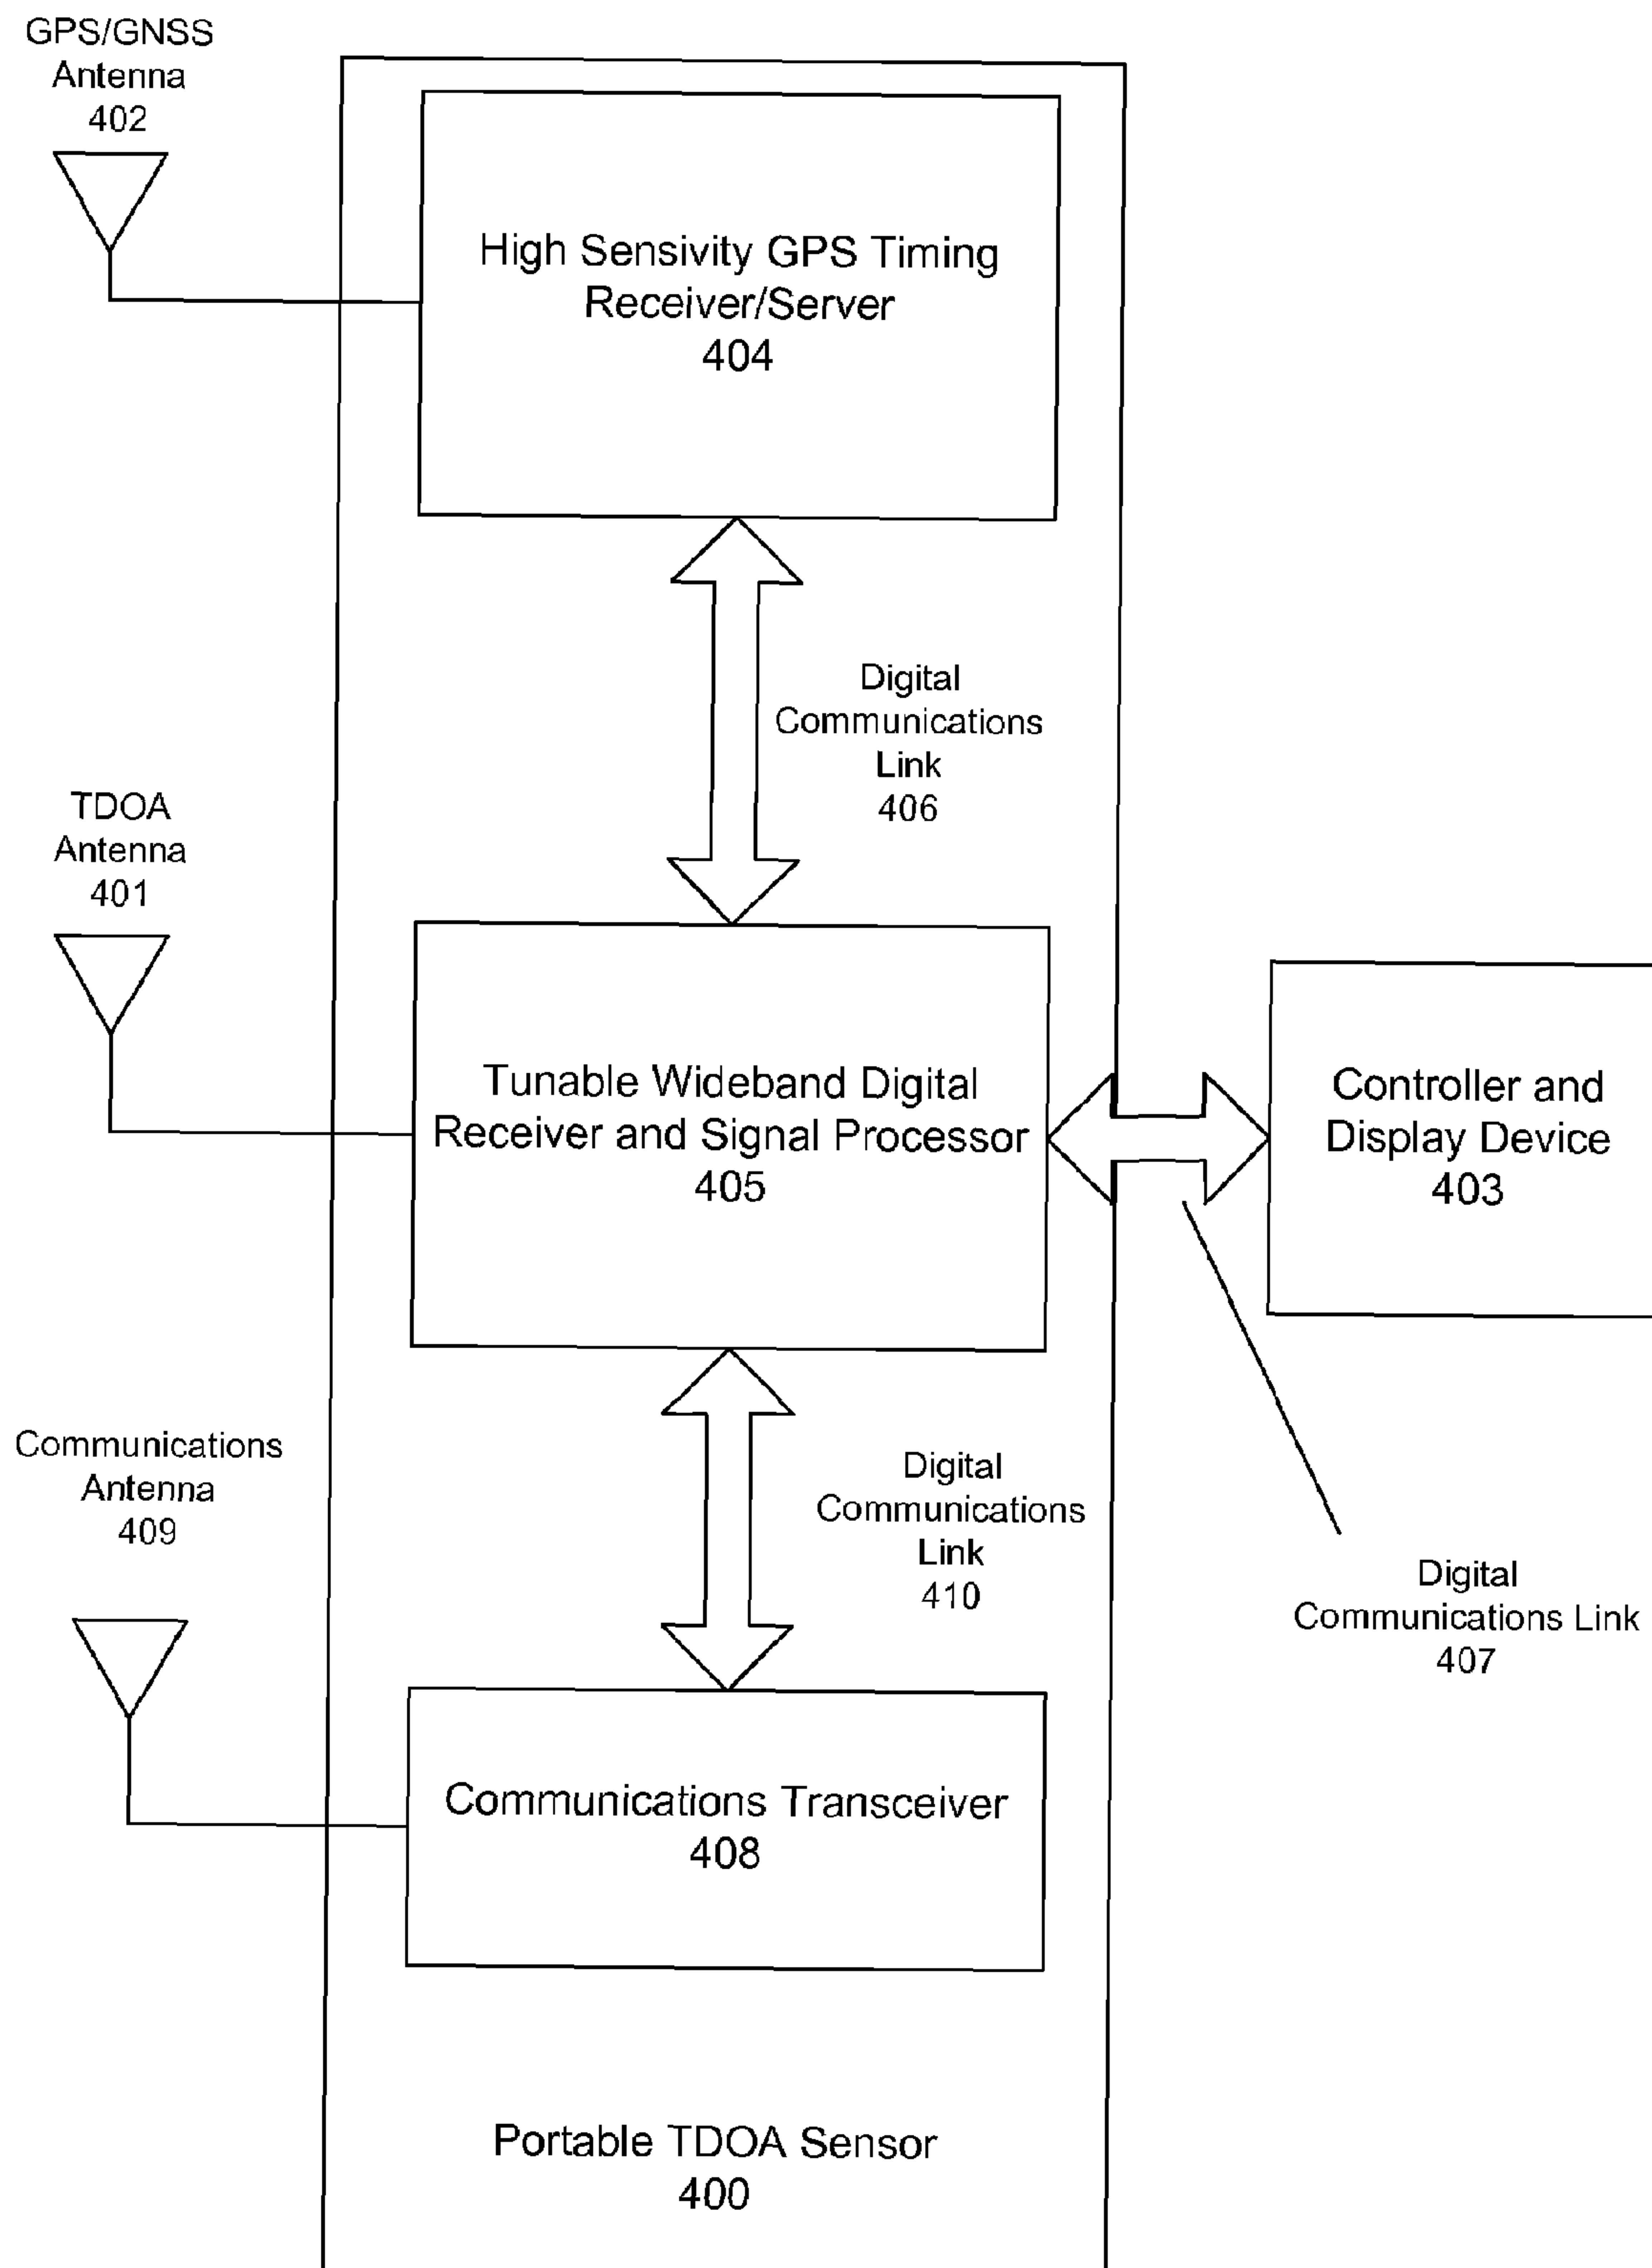 GPS/GNSS
Antenna
402
High Sensivity GPS Timing
Receiver/Server
404
Digital
Communications
Link
406
TDOA
Antenna
401
Tunable Wideband Digital
Receiver and Signal Processor
405
Controller and
Display Device
403
Communications
Antenna
409
Digital
Communications
Link
410
Digital
Communications Link
407
Communications Transceiver
408
Portable TDOA Sensor
400